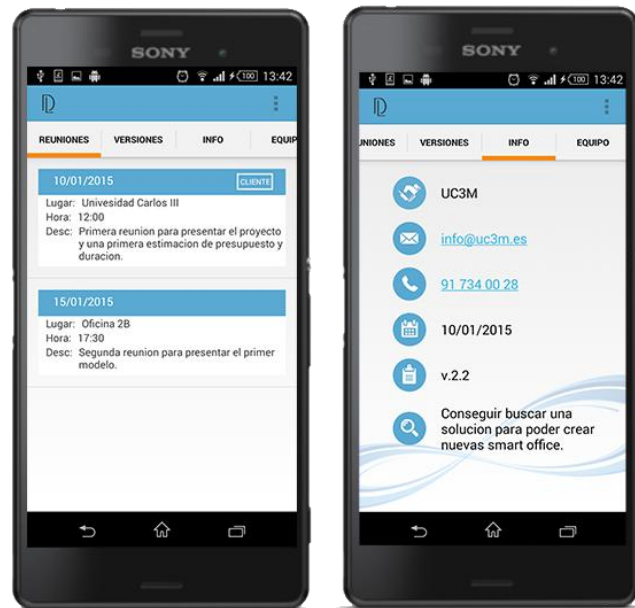 SONY
100 13:42
REUNIONES VERSIONES INFO EQUIP
10/01/2015 CLIENTE
Lugar: Univesidad Carlos III
Hora: 12:00
Desc: Primera reunion para presentar el proyecto
y una primera estimacion de presupuesto y
duracion.
15/01/2015
Lugar: Oficina 2B
Hora: 17:30
Desc: Segunda reunion para presentar el primer
modelo.
SONY
100 13:42
UNIONES VERSIONES INFO EQUIPO
UC3M
info@uc3m.es
91 734 00 28
10/01/2015
v.2.2
Conseguir buscar una
solucion para poder crear
nuevas smart office.